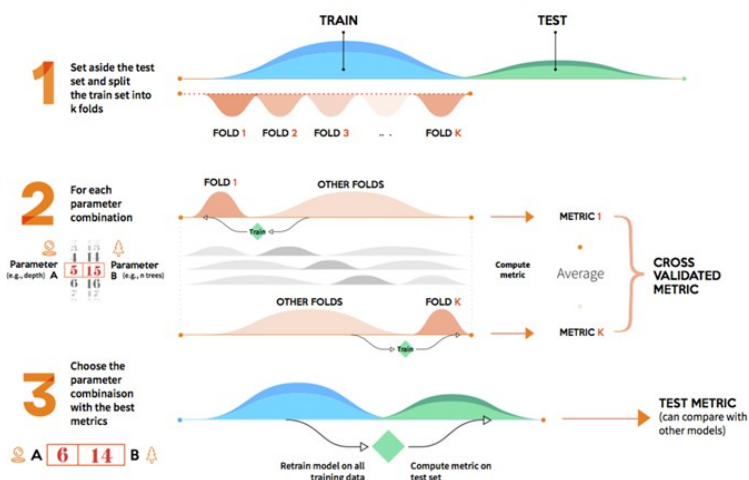 TRAIN
TEST
1
Set aside the test
set and split
the train set into
k folds
FOLD 1
FOLD 2
FOLD 3
...
FOLD K
2
For each
parameter
combination
FOLD 1
OTHER FOLDS
Train
METRIC 1
Parameter
(e.g., depth)
A
4 14
5 15
6 16
Parameter
B
(e.g., n trees)
Compute
metric
Average
CROSS
VALIDATED
METRIC
OTHER FOLDS
FOLD K
Train
METRIC K
3
Choose the
parameter
combinaison
with the best
metrics
A 6 14 B
Retrain model on all
training data
Compute metric on
test set
TEST METRIC
(can compare with
other models)